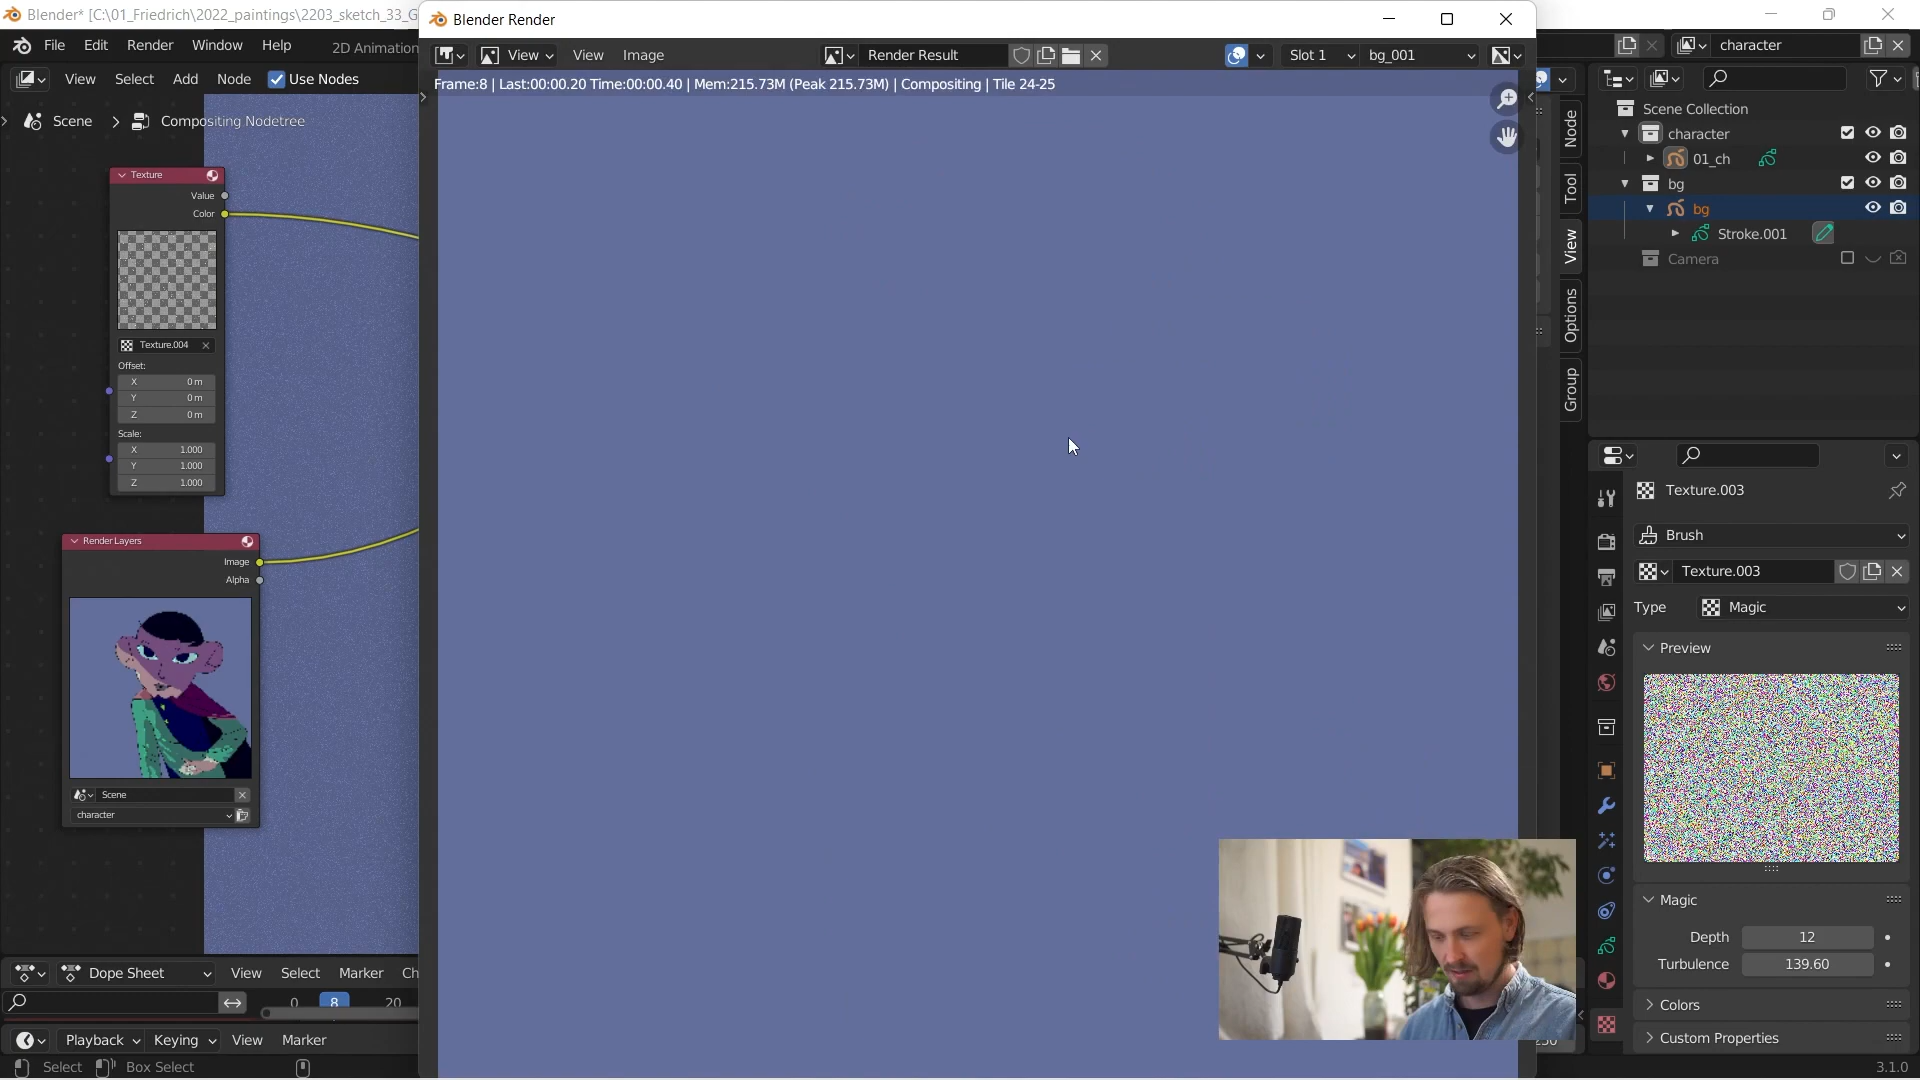 Blender* [C:\01_Friedrich\2022_paintings\2203_sketch_33_G
Blender Render
File Edit Render Window Help 2D Animation
View View Image Render Result Slot 1 bg_001 character
View Select Add Node Use Nodes
Frame:8 | Last:00:00.20 Time:00:00.40 | Mem:215.73M (Peak 215.73M) | Compositing | Tile 24-25
Scene > Compositing Nodetree
Texture
Value
Color
Texture.004
Offset:
X 0 m
Y 0 m
Z 0 m
Scale:
X 1.000
Y 1.000
Z 1.000
Render Layers
Image
Alpha
Scene
character
Node
Tool
View
Options
Group
Scene Collection
character
01_ch
bg
bg
Stroke.001
Camera
Texture.003
Brush
Texture.003
Type Magic
Preview
Magic
Depth 12
Turbulence 139.60
Colors
Custom Properties
Dope Sheet View Select Marker Ch
0 8 20
Playback Keying View Marker
Select Box Select
3.1.0